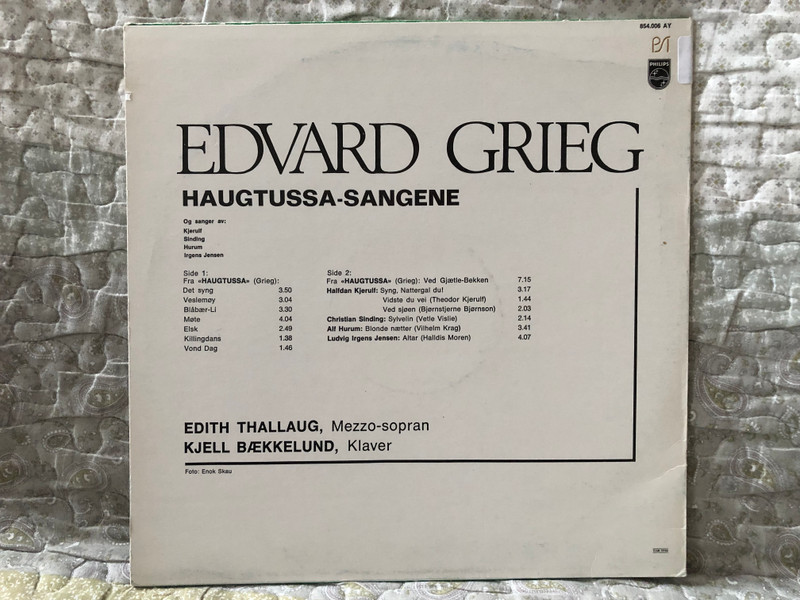 854.006 AY
PSI
PHILIPS
EDVARD GRIEG
HAUGTUSSA-SANGENE
Og sanger av:
Kjerulf
Sinding
Hurum
Irgens Jensen
Side 1:
Fra «HAUGTUSSA» (Grieg):
Det syng 3.50
Veslemøy 3.04
Blåbær-Li 3.30
Møte 4.04
Elsk 2.49
Killingdans 1.38
Vond Dag 1.46
Side 2:
Fra «HAUGTUSSA» (Grieg): Ved Gjætle-Bekken 7.15
Halfdan Kjerulf: Syng, Nattergal du! 3.17
Vidste du vei (Theodor Kjerulf) 1.44
Ved sjøen (Bjørnstjerne Bjørnson) 2.03
Christian Sinding: Sylvelin (Vetle Vislie) 2.14
Alf Hurum: Blonde nætter (Vilhelm Krag) 3.41
Ludvig Irgens Jensen: Altar (Halldis Moren) 4.07
EDITH THALLAUG, Mezzo-sopran
KJELL BÆKKELUND, Klaver
Foto: Enok Skau